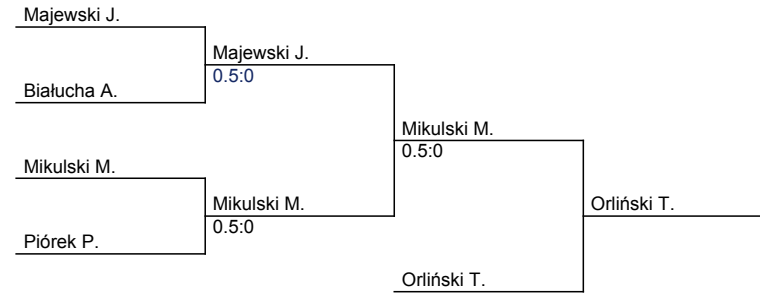 Majewski J.
Majewski J.
0.5:0
Białucha A.
Mikulski M.
0.5:0
Mikulski M.
Mikulski M.
0.5:0
Orliński T.
Piórek P.
Orliński T.